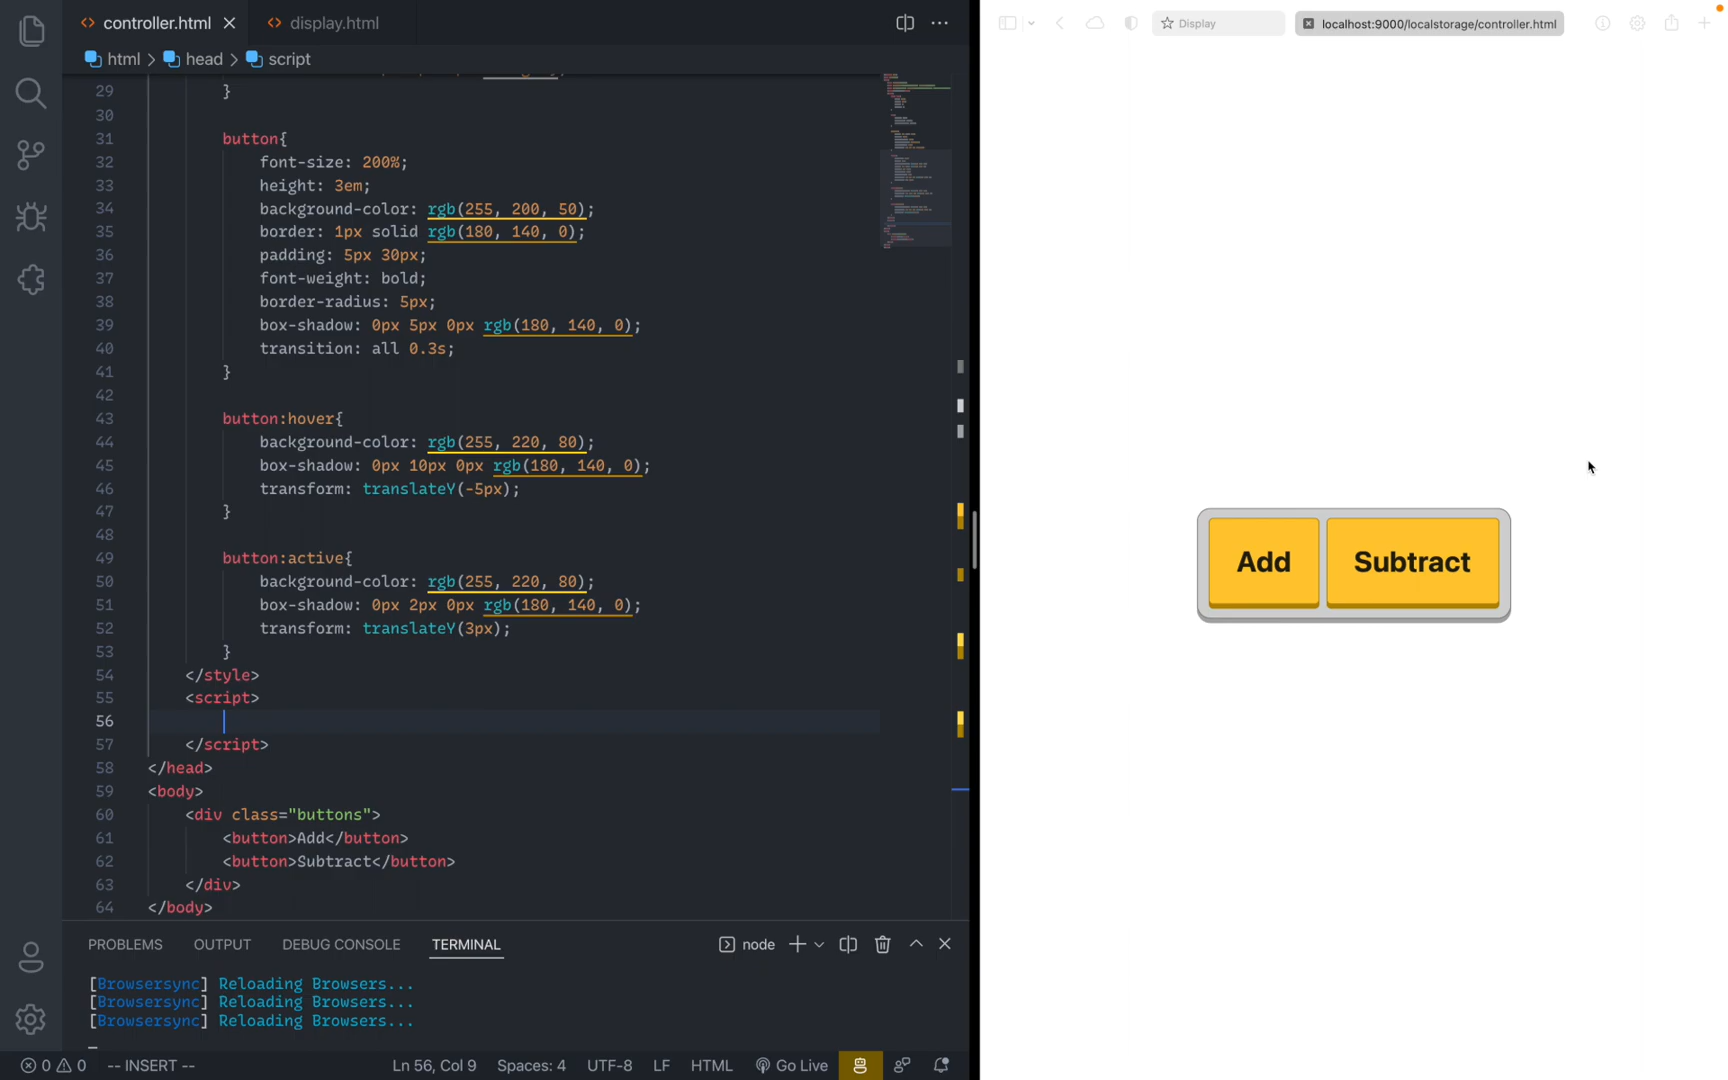 controller.html
display.html
html > head > script
29 }
30
31 button{
32 font-size: 200%;
33 height: 3em;
34 background-color: rgb(255, 200, 50);
35 border: 1px solid rgb(180, 140, 0);
36 padding: 5px 30px;
37 font-weight: bold;
38 border-radius: 5px;
39 box-shadow: 0px 5px 0px rgb(180, 140, 0);
40 transition: all 0.3s;
41 }
42
43 button:hover{
44 background-color: rgb(255, 220, 80);
45 box-shadow: 0px 10px 0px rgb(180, 140, 0);
46 transform: translateY(-5px);
47 }
48
49 button:active{
50 background-color: rgb(255, 220, 80);
51 box-shadow: 0px 2px 0px rgb(180, 140, 0);
52 transform: translateY(3px);
53 }
54 </style>
55 <script>
56
57 </script>
58 </head>
59 <body>
60 <div class="buttons">
61 <button>Add</button>
62 <button>Subtract</button>
63 </div>
64 </body>
PROBLEMS OUTPUT DEBUG CONSOLE TERMINAL node
[Browsersync] Reloading Browsers...
[Browsersync] Reloading Browsers...
[Browsersync] Reloading Browsers...
0 0 -- INSERT -- Ln 56, Col 9 Spaces: 4 UTF-8 LF HTML Go Live
Display
localhost:9000/localstorage/controller.html
Add Subtract